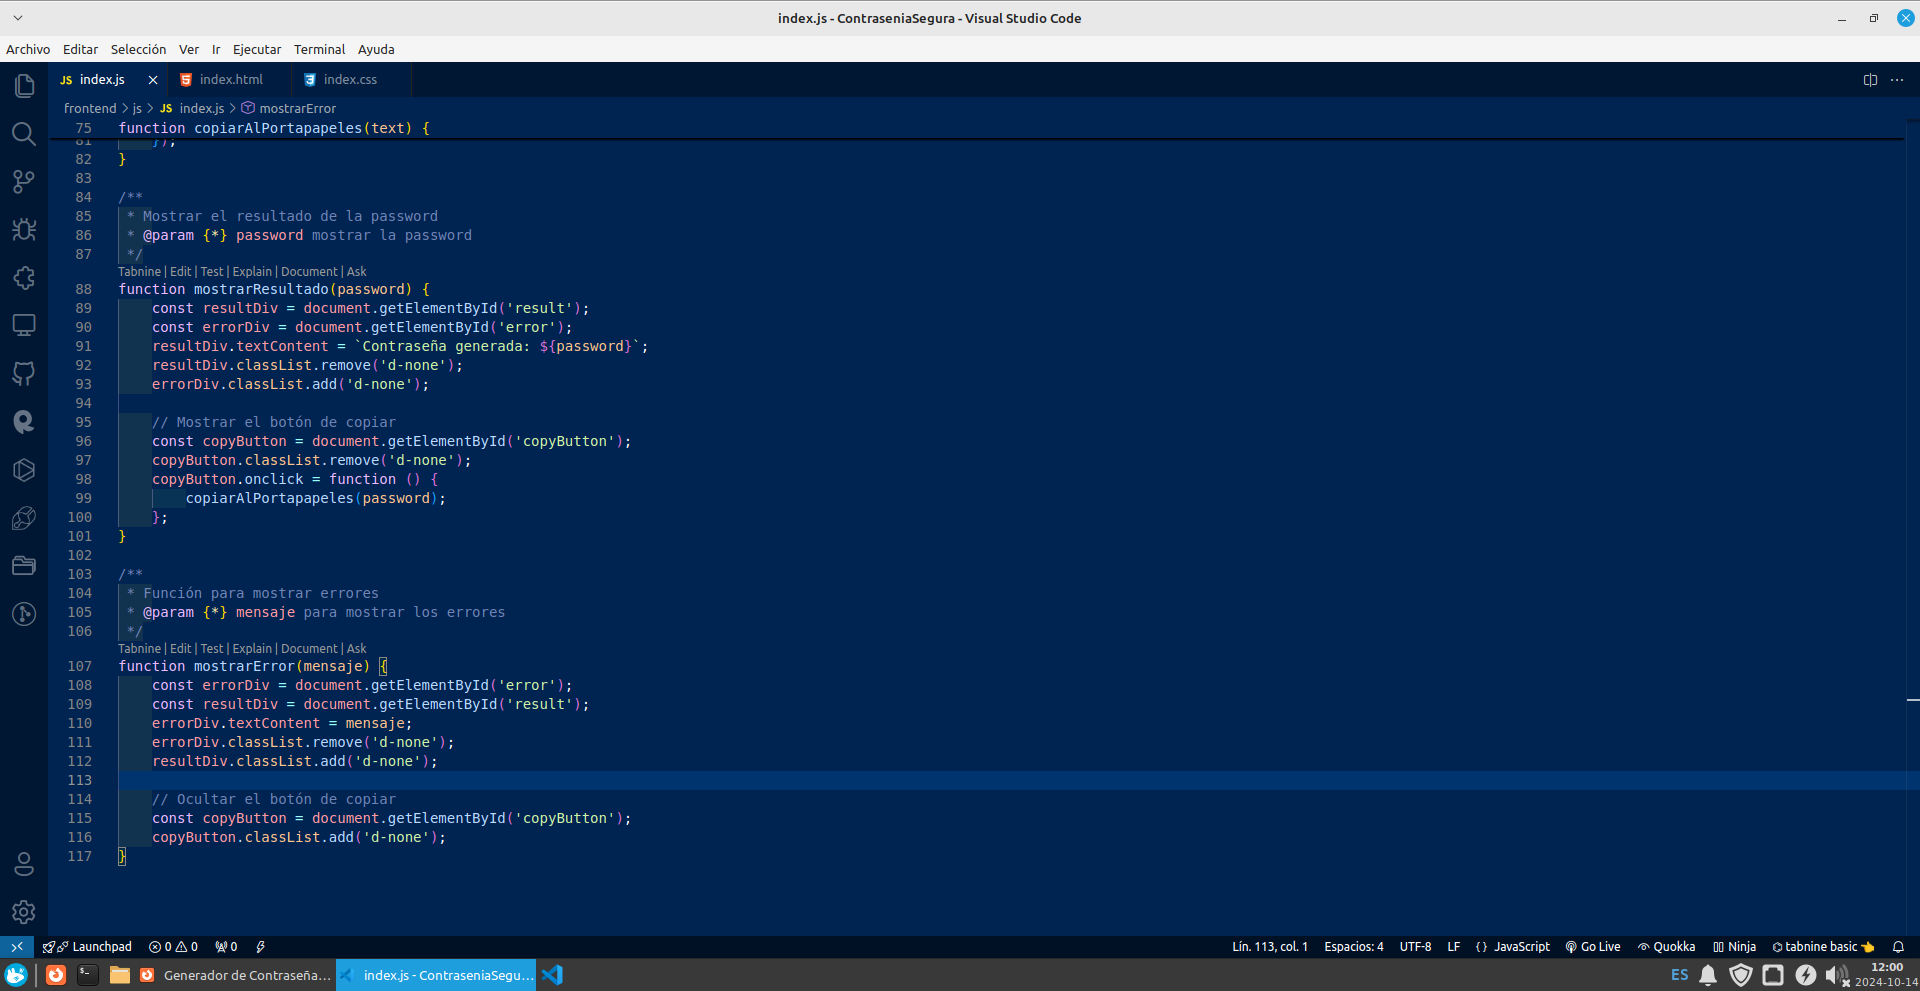 index.js - ContraseniaSegura - Visual Studio Code
Archivo Editar Selección Ver Ir Ejecutar Terminal Ayuda
JS index.js index.html index.css
frontend > js > JS index.js > mostrarError
75 function copiarAlPortapapeles(text) {
81 });
82 }
83
84 /**
85 * Mostrar el resultado de la password
86 * @param {*} password mostrar la password
87 */
Tabnine | Edit | Test | Explain | Document | Ask
88 function mostrarResultado(password) {
89 const resultDiv = document.getElementById('result');
90 const errorDiv = document.getElementById('error');
91 resultDiv.textContent = `Contraseña generada: ${password}`;
92 resultDiv.classList.remove('d-none');
93 errorDiv.classList.add('d-none');
94
95 // Mostrar el botón de copiar
96 const copyButton = document.getElementById('copyButton');
97 copyButton.classList.remove('d-none');
98 copyButton.onclick = function () {
99 copiarAlPortapapeles(password);
100 };
101 }
102
103 /**
104 * Función para mostrar errores
105 * @param {*} mensaje para mostrar los errores
106 */
Tabnine | Edit | Test | Explain | Document | Ask
107 function mostrarError(mensaje) {
108 const errorDiv = document.getElementById('error');
109 const resultDiv = document.getElementById('result');
110 errorDiv.textContent = mensaje;
111 errorDiv.classList.remove('d-none');
112 resultDiv.classList.add('d-none');
113
114 // Ocultar el botón de copiar
115 const copyButton = document.getElementById('copyButton');
116 copyButton.classList.add('d-none');
117 }
Launchpad 0 0 0 Lín. 113, col. 1 Espacios: 4 UTF-8 LF {} JavaScript Go Live Quokka Ninja tabnine basic
Generador de Contraseña... index.js - ContraseniaSegu... ES 12:00
2024-10-14